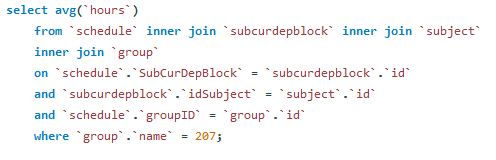 select avg(`hours`)
from `schedule` inner join `subcurdepblock` inner join `subject`
inner join `group`
on `schedule`.`SubCurDepBlock` = `subcurdepblock`.`id`
and `subcurdepblock`.`idSubject` = `subject`.`id`
and `schedule`.`groupID` = `group`.`id`
where `group`.`name` = 207;